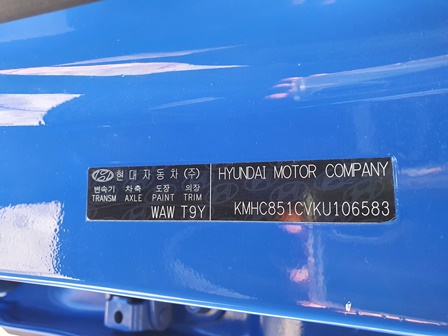 현대자동차(주)
변속기 차축 도장 의장
TRANSM AXLE PAINT TRIM
WAW T9Y
HYUNDAI MOTOR COMPANY
KMHC851CVKU106583